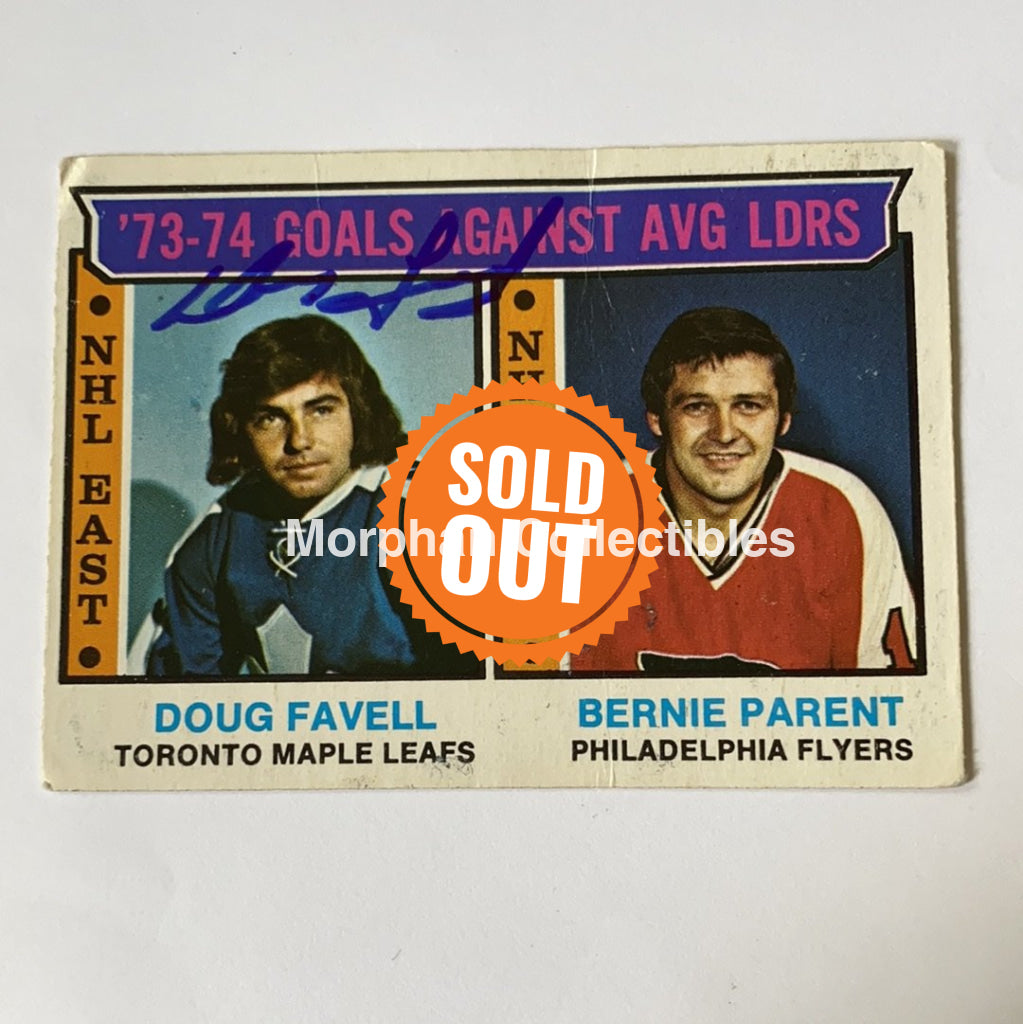 '73-74 GOALS AGAINST AVG LDRS
NHL EAST
N
DOUG FAVELL
TORONTO MAPLE LEAFS
BERNIE PARENT
PHILADELPHIA FLYERS
1
SOLD
OUT
Morphan Collectibles